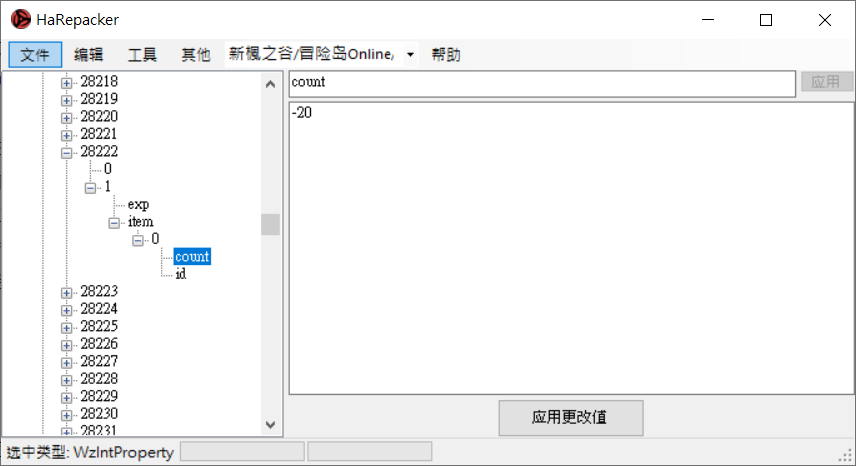 HaRepacker
文件 编辑 工具 其他 新楓之谷/冒险岛Online/ 帮助
28218
28219
28220
28221
28222
0
1
exp
item
0
count
id
28223
28224
28225
28226
28227
28228
28229
28230
28231
count 应用
-20
应用更改值
选中类型: WzIntProperty